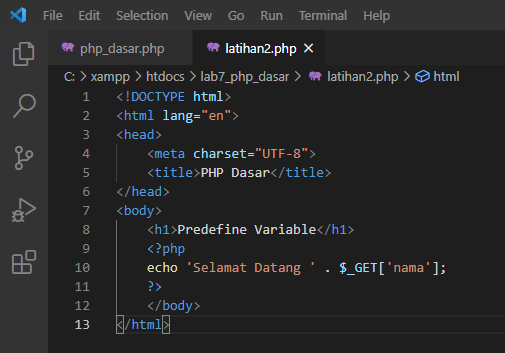 File Edit Selection View Go Run Terminal Help
php_dasar.php latihan2.php ×
C: > xampp > htdocs > lab7_php_dasar > latihan2.php > html
1 <!DOCTYPE html>
2 <html lang="en">
3 <head>
4     <meta charset="UTF-8">
5     <title>PHP Dasar</title>
6 </head>
7 <body>
8     <h1>Predefine Variable</h1>
9     <?php
10     echo 'Selamat Datang ' . $_GET['nama'];
11     ?>
12     </body>
13 </html>